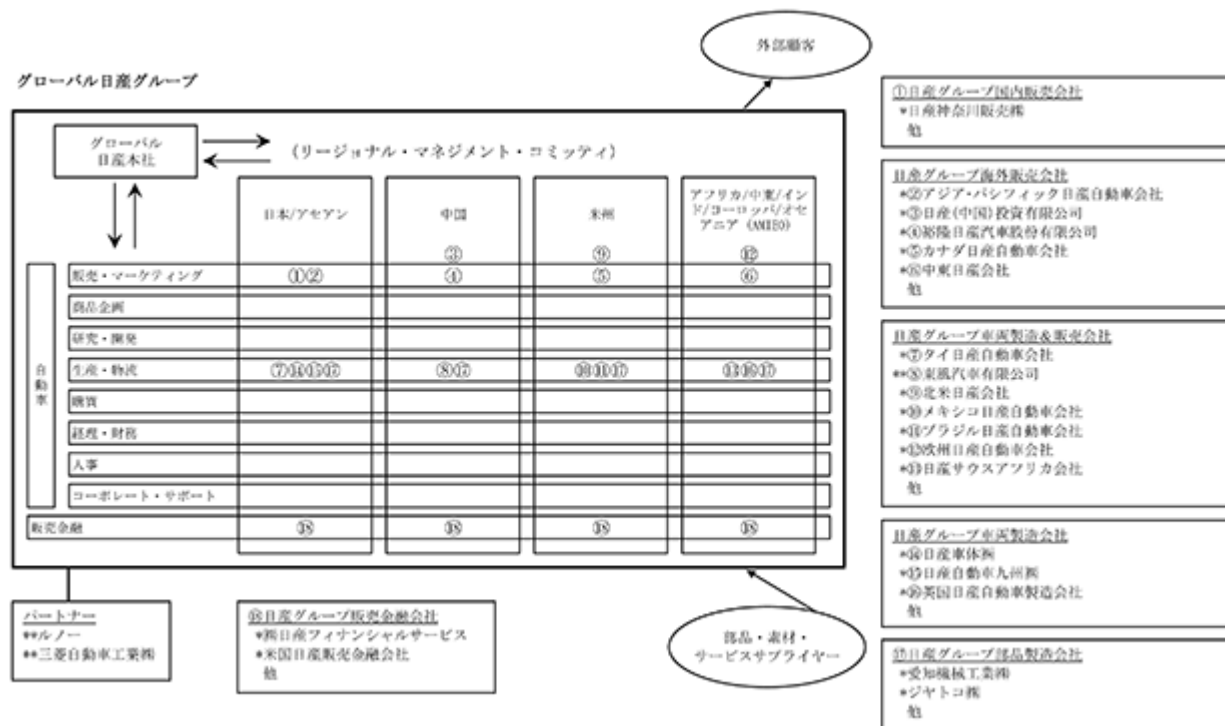 外部顧客
グローバル日産グループ
グローバル
日産本社
(リージョナル・マネジメント・コミッティ)
日本/アセアン
中国
米州
アフリカ/中東/イン
ド/ヨーロッパ/オセ
アニア (AMIEO)
③ ⑨ ⑫
自動車
販売・マーケティング ①② ④ ⑤ ⑥
商品企画
研究・開発
生産・物流 ⑦⑭⑮⑰ ⑧⑰ ⑩⑪⑰ ⑬⑯⑰
購買
経理・財務
人事
コーポレート・サポート
販売金融 ⑱ ⑱ ⑱ ⑱
パートナー
**ルノー
**三菱自動車工業㈱
⑱日産グループ販売金融会社
*㈱日産フィナンシャルサービス
*米国日産販売金融会社
他
部品・素材・
サービスサプライヤー
①日産グループ国内販売会社
*日産神奈川販売㈱
他
日産グループ海外販売会社
*②アジア・パシフィック日産自動車会社
*③日産(中国)投資有限公司
*④裕隆日産汽車股份有限公司
*⑤カナダ日産自動車会社
*⑥中東日産会社
他
日産グループ車両製造&販売会社
*⑦タイ日産自動車会社
**⑧東風汽車有限公司
*⑨北米日産会社
*⑩メキシコ日産自動車会社
*⑪ブラジル日産自動車会社
*⑫欧州日産自動車会社
*⑬日産サウスアフリカ会社
他
日産グループ車両製造会社
*⑭日産車体㈱
*⑮日産自動車九州㈱
*⑯英国日産自動車製造会社
他
⑰日産グループ部品製造会社
*愛知機械工業㈱
*ジヤトコ㈱
他